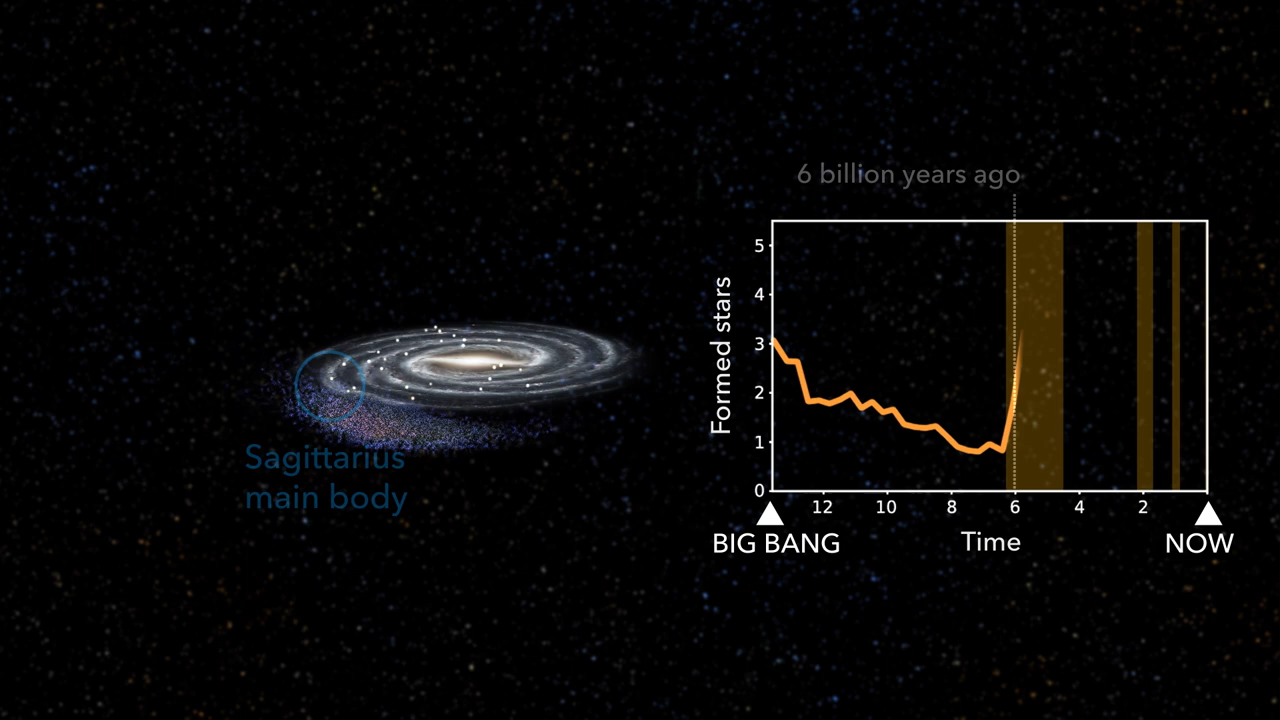 6 billion years ago
5
4
3
2
1
0
Formed stars
12 10 8 6 4 2
BIG BANG Time NOW
Sagittarius
main body